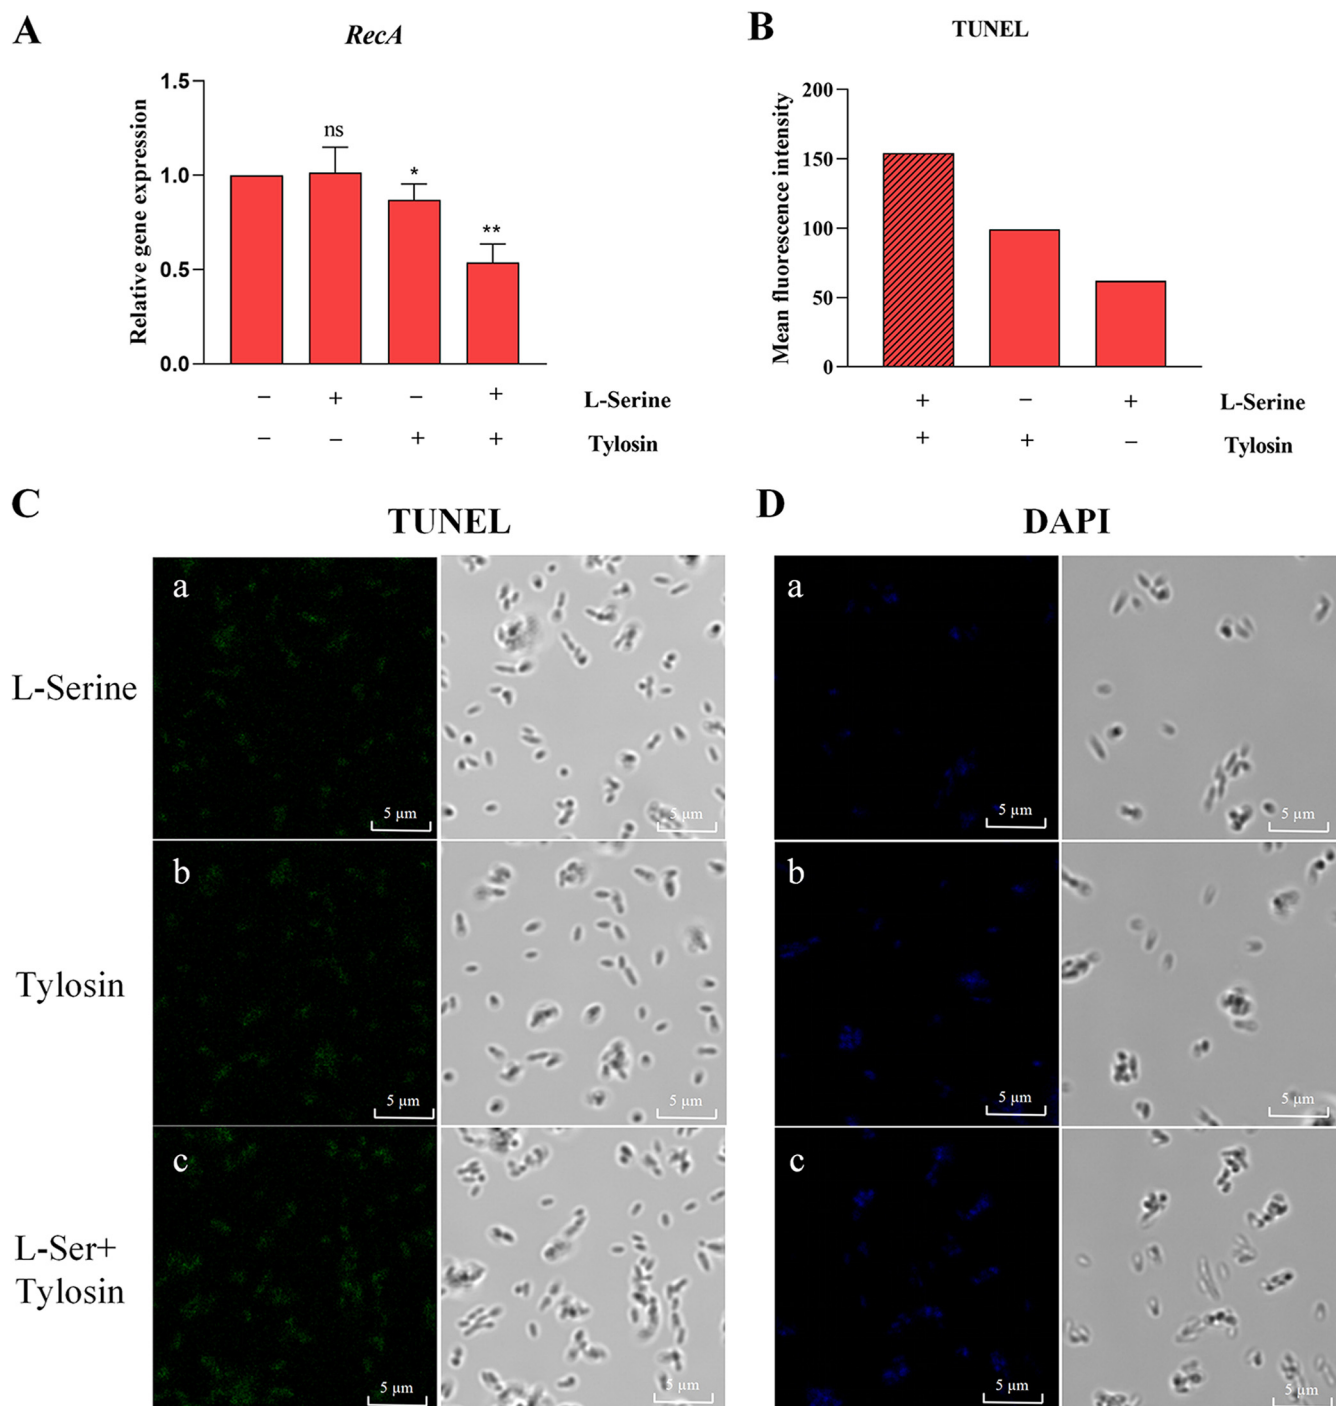 A
RecA
Relative gene expression
1.5
1.0
0.5
0.0
ns
*
**
− + − + L-Serine
− − + + Tylosin
B
TUNEL
Mean fluorescence intensity
200
150
100
50
0
+ − + L-Serine
+ + − Tylosin
C
TUNEL
D
DAPI
L-Serine
a
5 µm
5 µm
a
5 µm
5 µm
Tylosin
b
5 µm
5 µm
b
5 µm
5 µm
L-Ser+
Tylosin
c
5 µm
5 µm
c
5 µm
5 µm